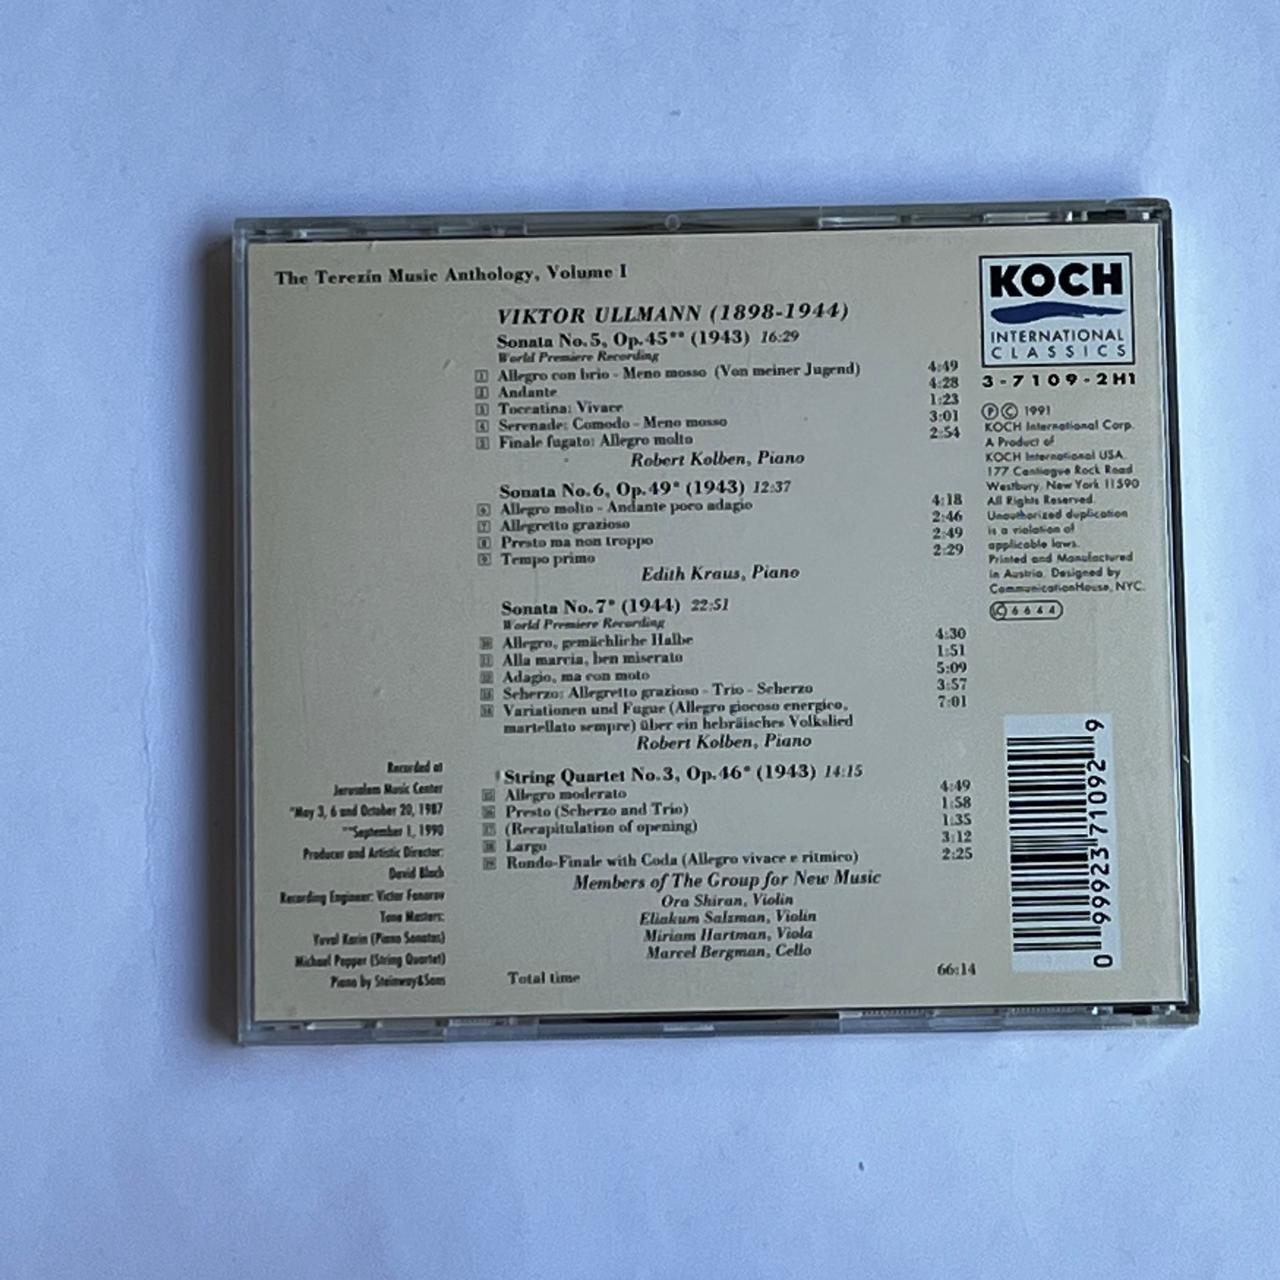 The Terezín Music Anthology, Volume I
VIKTOR ULLMANN (1898-1944)
Sonata No. 5, Op. 45** (1943) 16:29
World Premiere Recording
1 Allegro con brio - Meno mosso (Von meiner Jugend) 4:49
2 Andante 4:28
3 Toccatina: Vivace 1:23
4 Serenade: Comodo - Meno mosso 3:01
5 Finale fugato: Allegro molto 2:54
Robert Kolben, Piano
Sonata No. 6, Op. 49* (1943) 12:37
6 Allegro molto - Andante poco adagio 4:18
7 Allegretto grazioso 2:46
8 Presto ma non troppo 2:49
9 Tempo primo 2:29
Edith Kraus, Piano
Sonata No. 7* (1944) 22:51
World Premiere Recording
10 Allegro, gemächliche Halbe 4:30
11 Alla marcia, ben miserato 1:51
12 Adagio, ma con moto 5:09
13 Scherzo: Allegretto grazioso - Trio - Scherzo 3:57
14 Variationen und Fugue (Allegro giocoso energico, 7:01
martellato sempre) über ein hebräisches Volkslied
Robert Kolben, Piano
String Quartet No. 3, Op. 46* (1943) 14:15
15 Allegro moderato 4:49
16 Presto (Scherzo and Trio) 1:58
17 (Recapitulation of opening) 1:35
18 Largo 3:12
19 Rondo-Finale with Coda (Allegro vivace e ritmico) 2:25
Members of The Group for New Music
Ora Shiran, Violin
Eliakum Salzman, Violin
Miriam Hartman, Viola
Marcel Bergman, Cello
Total time 66:14
Recorded at
Jerusalem Music Center
*May 3, 6 and October 20, 1987
**September 1, 1990
Producer and Artistic Director:
David Bloch
Recording Engineer: Victor Fonarov
Tone Masters:
Yuval Karin (Piano Sonatas)
Michael Popper (String Quartet)
Piano by Steinway&Sons
KOCH
INTERNATIONAL
CLASSICS
3-7109-2H1
Ⓟ© 1991
KOCH International Corp.
A Product of
KOCH International USA.
177 Cantiague Rock Road
Westbury, New York 11590
All Rights Reserved.
Unauthorized duplication
is a violation of
applicable laws.
Printed and Manufactured
in Austria. Designed by
CommunicationHouse, NYC.
LC 6644
0 99923 71092 9